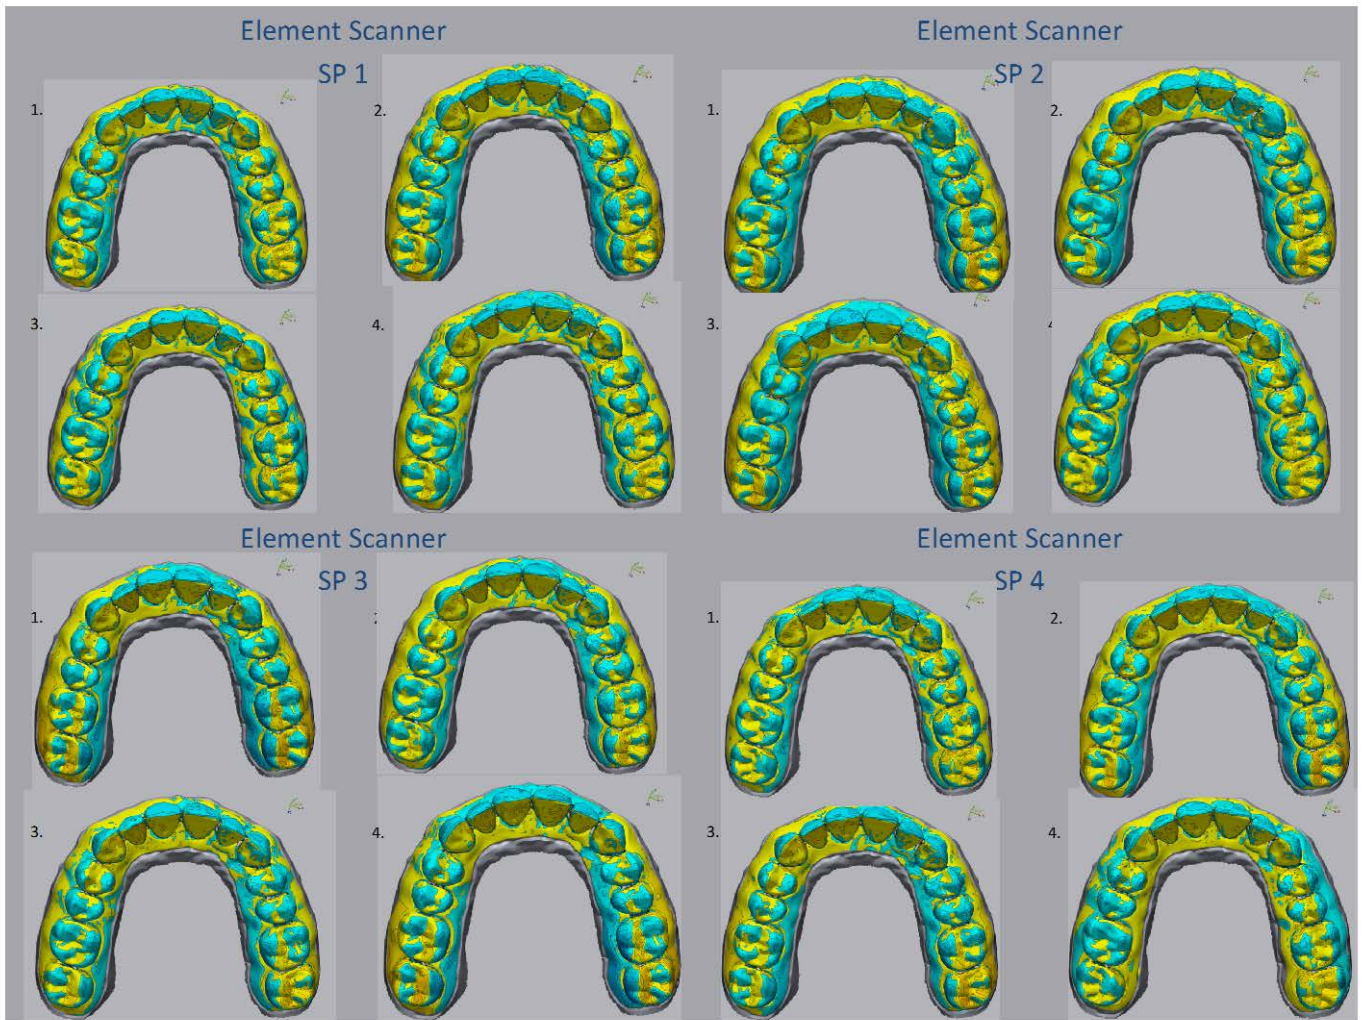 Element Scanner
SP 1
1.
2.
3.
4.
Element Scanner
SP 2
1.
2.
3.
Element Scanner
SP 3
1.
3.
4.
Element Scanner
SP 4
1.
2.
3.
4.